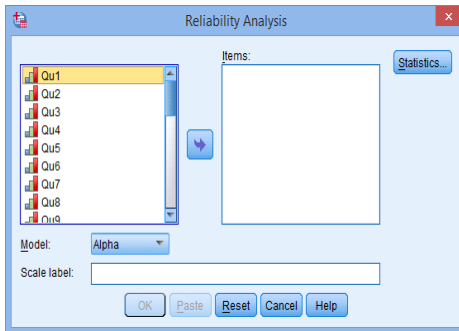 Reliability Analysis
x
Items:
Statistics...
Qu1
Qu2
Qu3
Qu4
Qu5
Qu6
Qu7
Qu8
Qu9
Model:
Alpha
Scale label:
OK Paste Reset Cancel Help